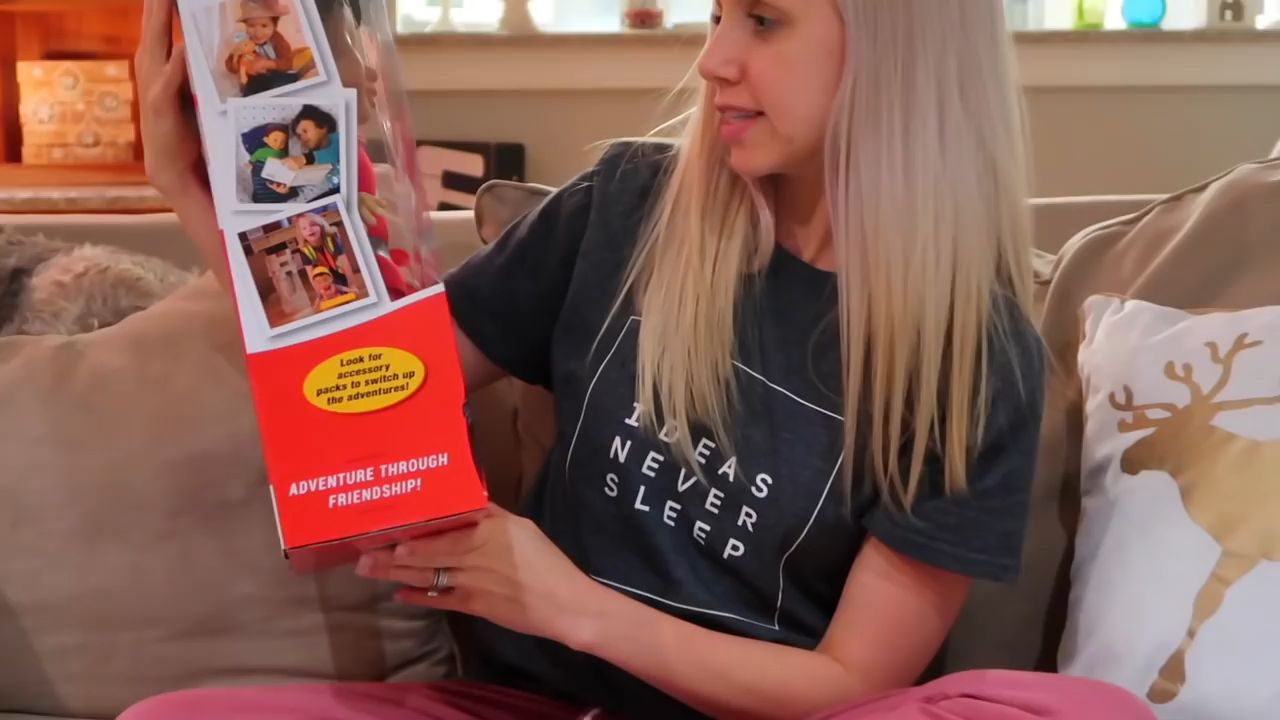 Look for
accessory
packs to switch up
the adventures!
ADVENTURE THROUGH
FRIENDSHIP!
IDEAS
NEVER
SLEEP
E